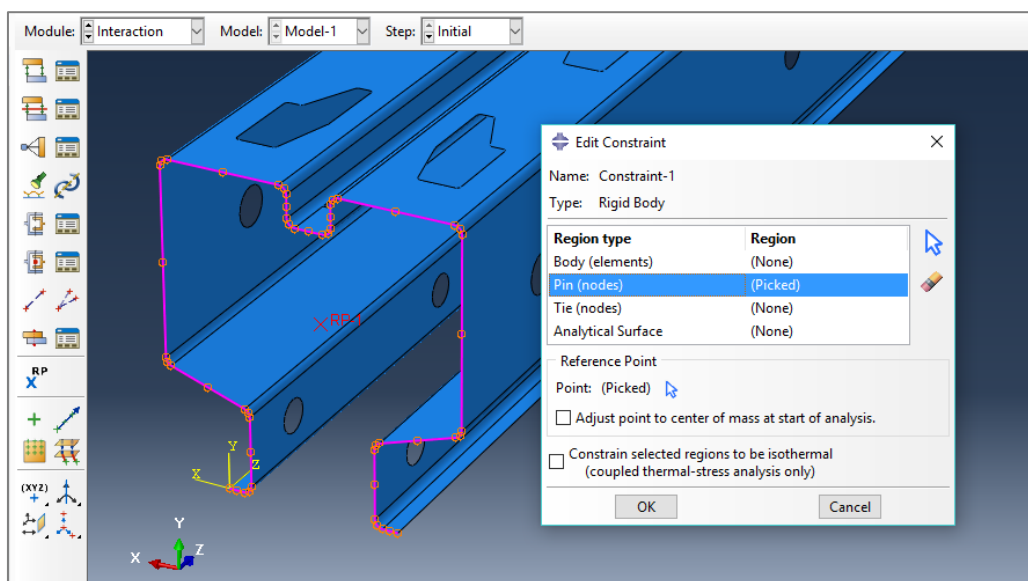 Module: Interaction Model: Model-1 Step: Initial
Edit Constraint
Name: Constraint-1
Type: Rigid Body
Region type Region
Body (elements) (None)
Pin (nodes) (Picked)
Tie (nodes) (None)
Analytical Surface (None)
Reference Point
Point: (Picked)
Adjust point to center of mass at start of analysis.
Constrain selected regions to be isothermal
(coupled thermal-stress analysis only)
OK Cancel
RP
RP
X
(XYZ)
Y
Z
X
Y
Z
X